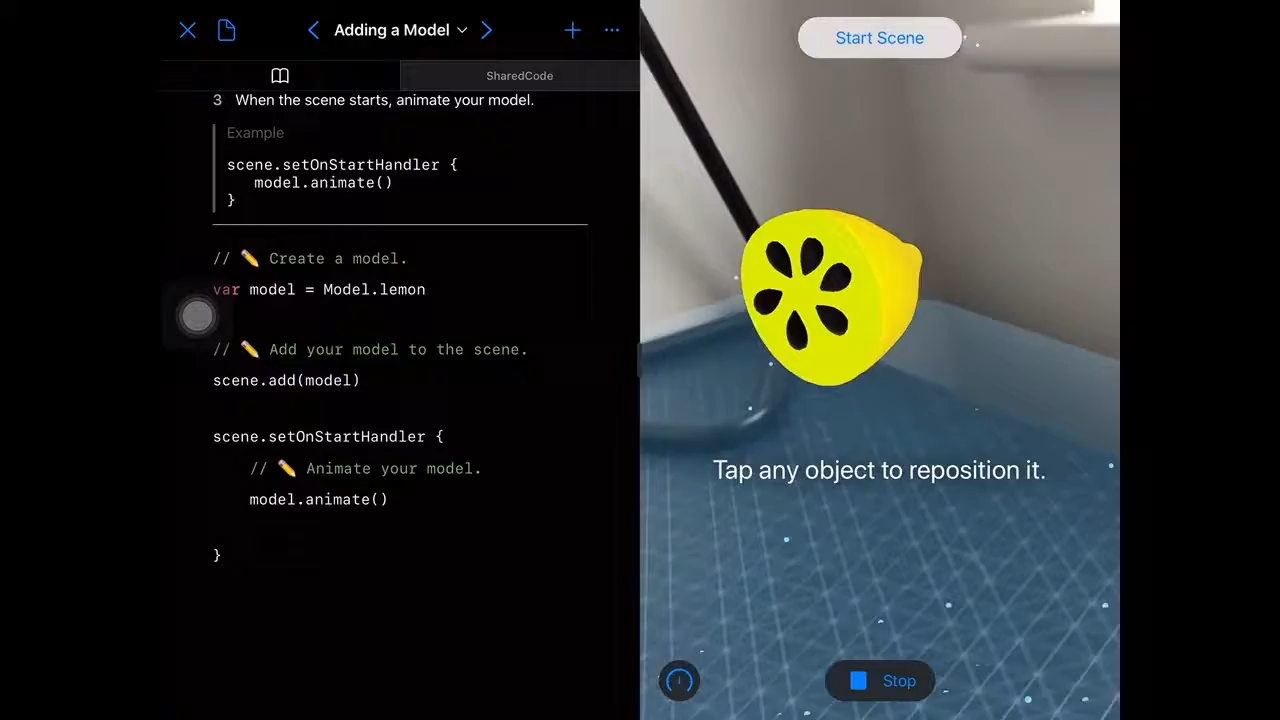 Adding a Model
SharedCode
3 When the scene starts, animate your model.
Example
scene.setOnStartHandler {
model.animate()
}
// ✏️ Create a model.
var model = Model.lemon
// ✏️ Add your model to the scene.
scene.add(model)
scene.setOnStartHandler {
// ✏️ Animate your model.
model.animate()
}
Start Scene
Tap any object to reposition it.
Stop